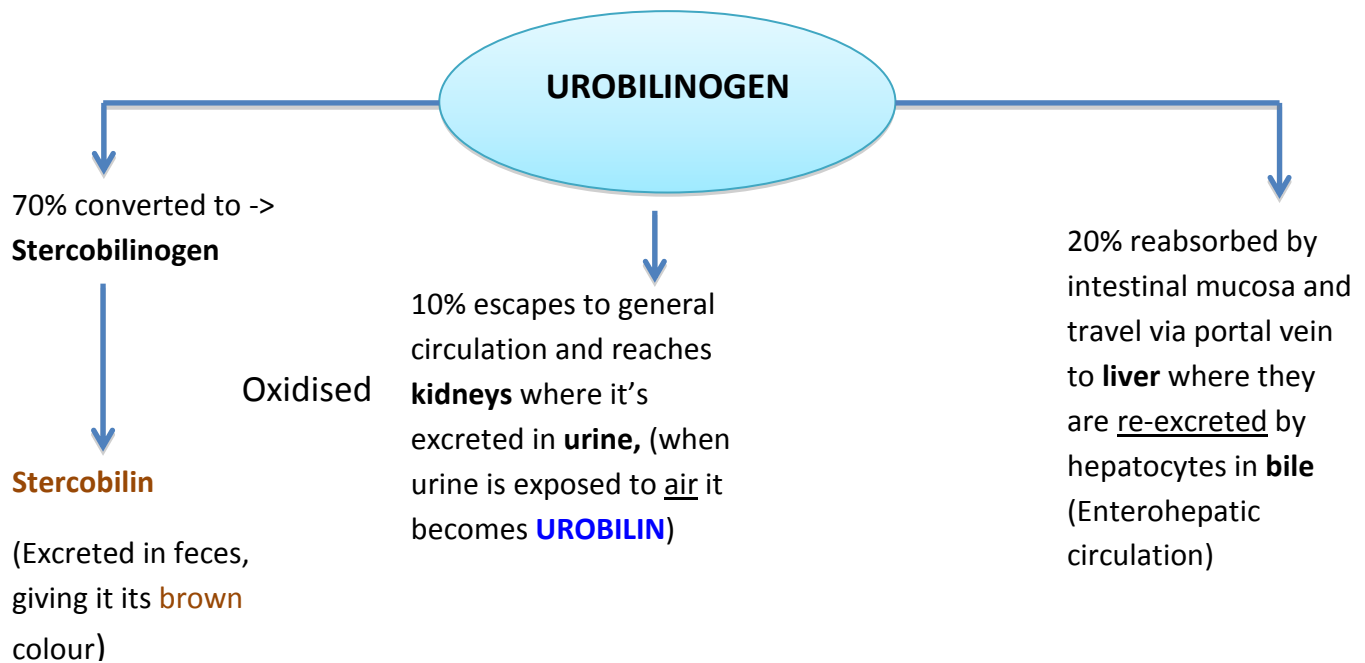 UROBILINOGEN
70% converted to ->
Stercobilinogen
Oxidised
Stercobilin
(Excreted in feces,
giving it its brown
colour)
10% escapes to general
circulation and reaches
kidneys where it’s
excreted in urine, (when
urine is exposed to air it
becomes UROBILIN)
20% reabsorbed by
intestinal mucosa and
travel via portal vein
to liver where they
are re-excreted by
hepatocytes in bile
(Enterohepatic
circulation)